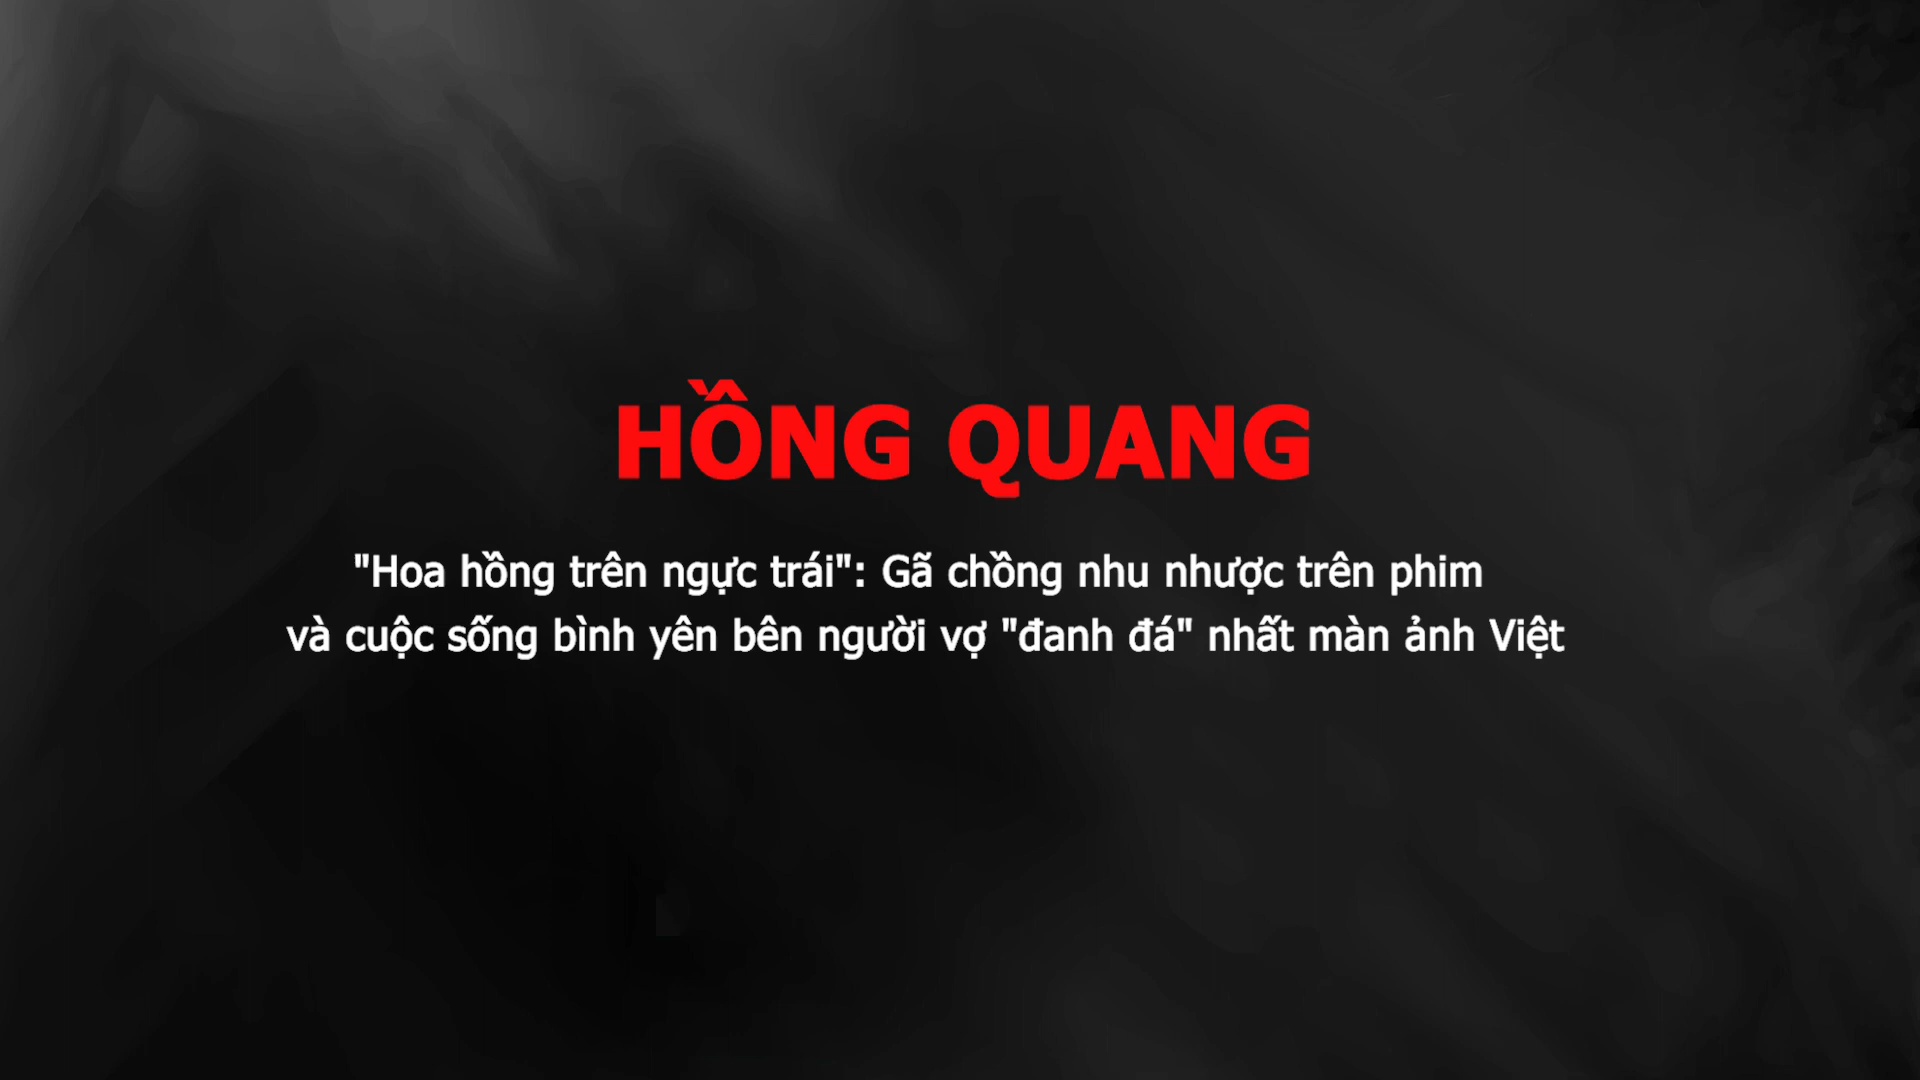 HỒNG QUANG
"Hoa hồng trên ngực trái": Gã chồng nhu nhược trên phim
và cuộc sống bình yên bên người vợ "đanh đá" nhất màn ảnh Việt